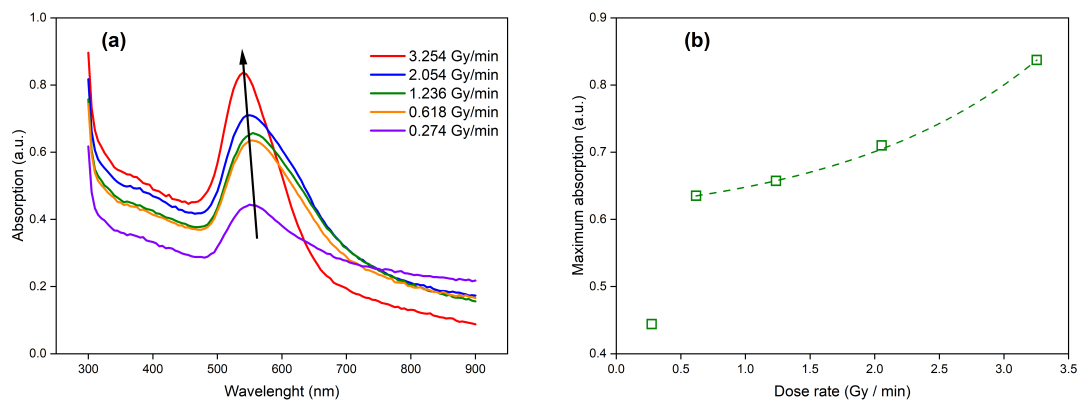 (a)
3.254 Gy/min
2.054 Gy/min
1.236 Gy/min
0.618 Gy/min
0.274 Gy/min
1.0
0.8
0.6
0.4
0.2
0.0
Absorption (a.u.)
300 400 500 600 700 800 900
Wavelenght (nm)
(b)
0.9
0.8
0.7
0.6
0.5
0.4
Maximum absorption (a.u.)
0.0 0.5 1.0 1.5 2.0 2.5 3.0 3.5
Dose rate (Gy / min)